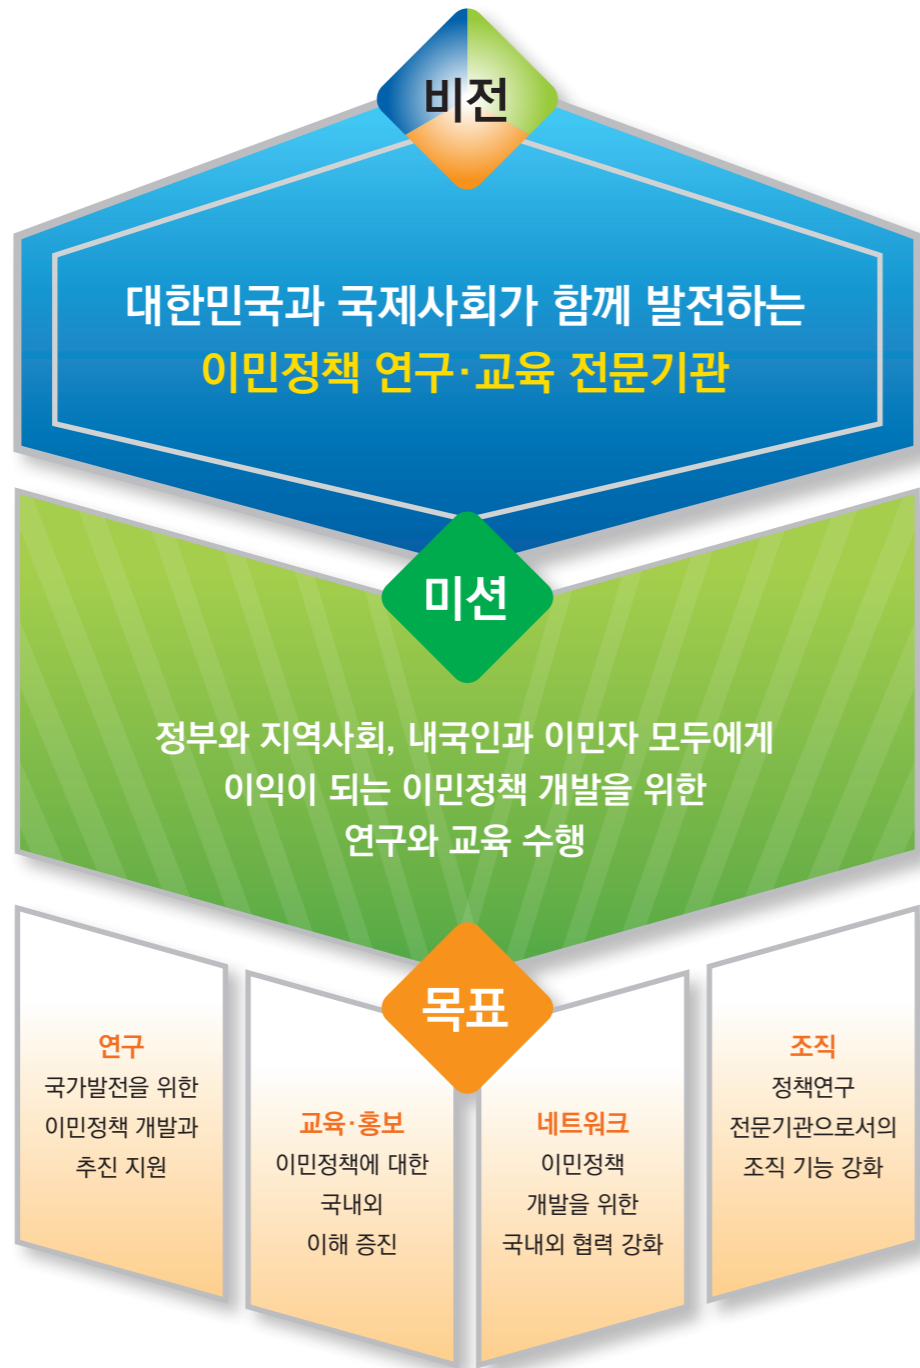 비전
대한민국과 국제사회가 함께 발전하는
이민정책 연구·교육 전문기관
미션
정부와 지역사회, 내국인과 이민자 모두에게
이익이 되는 이민정책 개발을 위한
연구와 교육 수행
목표
연구
국가발전을 위한
이민정책 개발과
추진 지원
교육·홍보
이민정책에 대한
국내외
이해 증진
네트워크
이민정책
개발을 위한
국내외 협력 강화
조직
정책연구
전문기관으로서의
조직 기능 강화